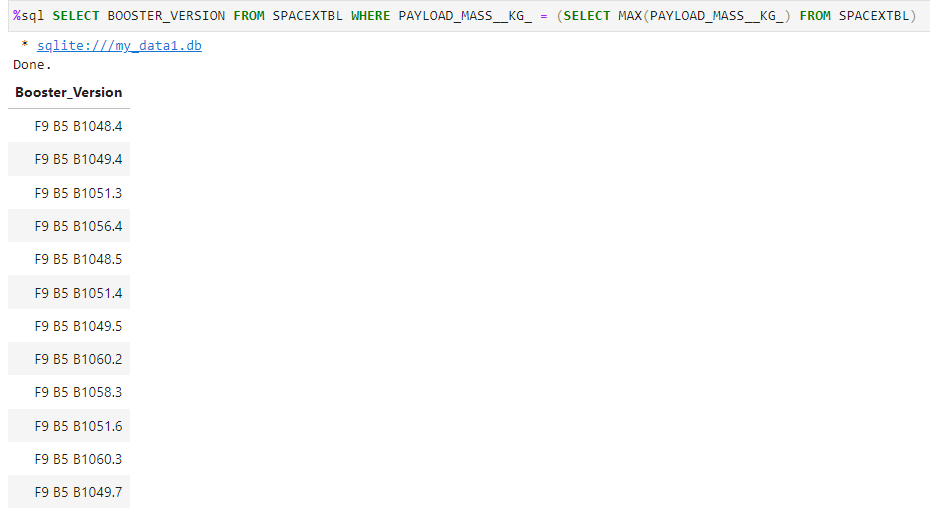 %sql SELECT BOOSTER_VERSION FROM SPACEXTBL WHERE PAYLOAD_MASS__KG_ = (SELECT MAX(PAYLOAD_MASS__KG_) FROM SPACEXTBL)
* sqlite:///my_data1.db
Done.
Booster_Version
F9 B5 B1048.4
F9 B5 B1049.4
F9 B5 B1051.3
F9 B5 B1056.4
F9 B5 B1048.5
F9 B5 B1051.4
F9 B5 B1049.5
F9 B5 B1060.2
F9 B5 B1058.3
F9 B5 B1051.6
F9 B5 B1060.3
F9 B5 B1049.7